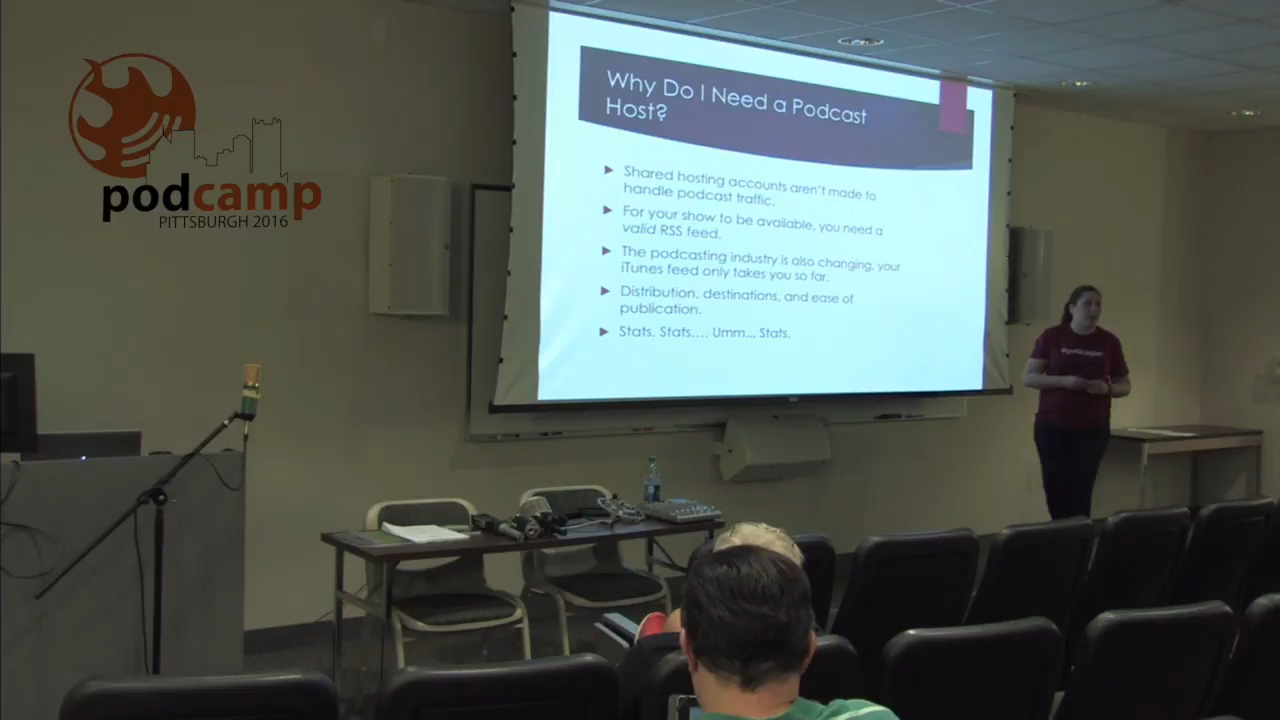 podcamp
PITTSBURGH 2016
Why Do I Need a Podcast
Host?
Shared hosting accounts aren't made to
handle podcast traffic.
For your show to be available, you need a
valid RSS feed.
The podcasting industry is also changing, your
iTunes feed only takes you so far.
Distribution, destinations, and ease of
publication.
Stats. Stats.... Umm... Stats.